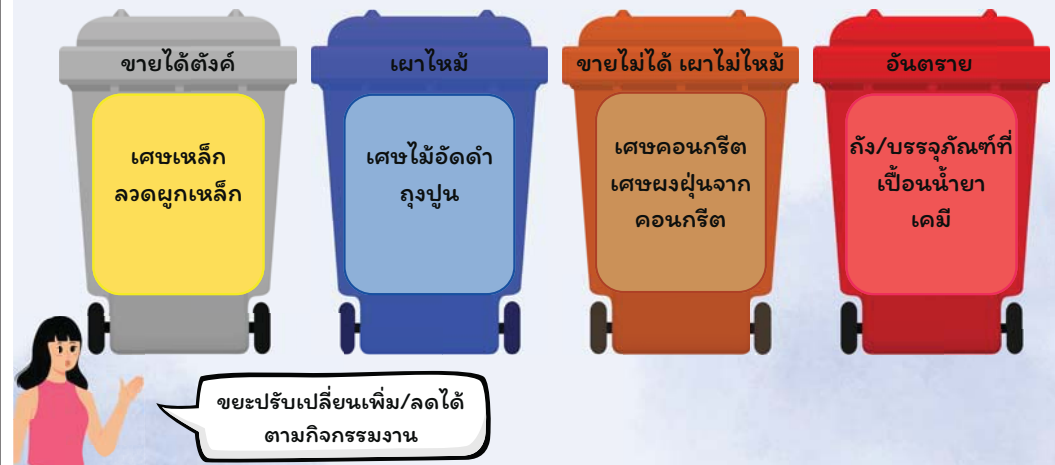 ขายได้ตังค์
เศษเหล็ก
ลวดผูกเหล็ก
เผาไหม้
เศษไม้อัดดำ
ถุงปูน
ขายไม่ได้ เผาไม่ไหม้
เศษคอนกรีต
เศษผงฝุ่นจาก
คอนกรีต
อันตราย
ถัง/บรรจุภัณฑ์ที่
เปื้อนน้ำยา
เคมี
ขยะปรับเปลี่ยนเพิ่ม/ลดได้
ตามกิจกรรมงาน